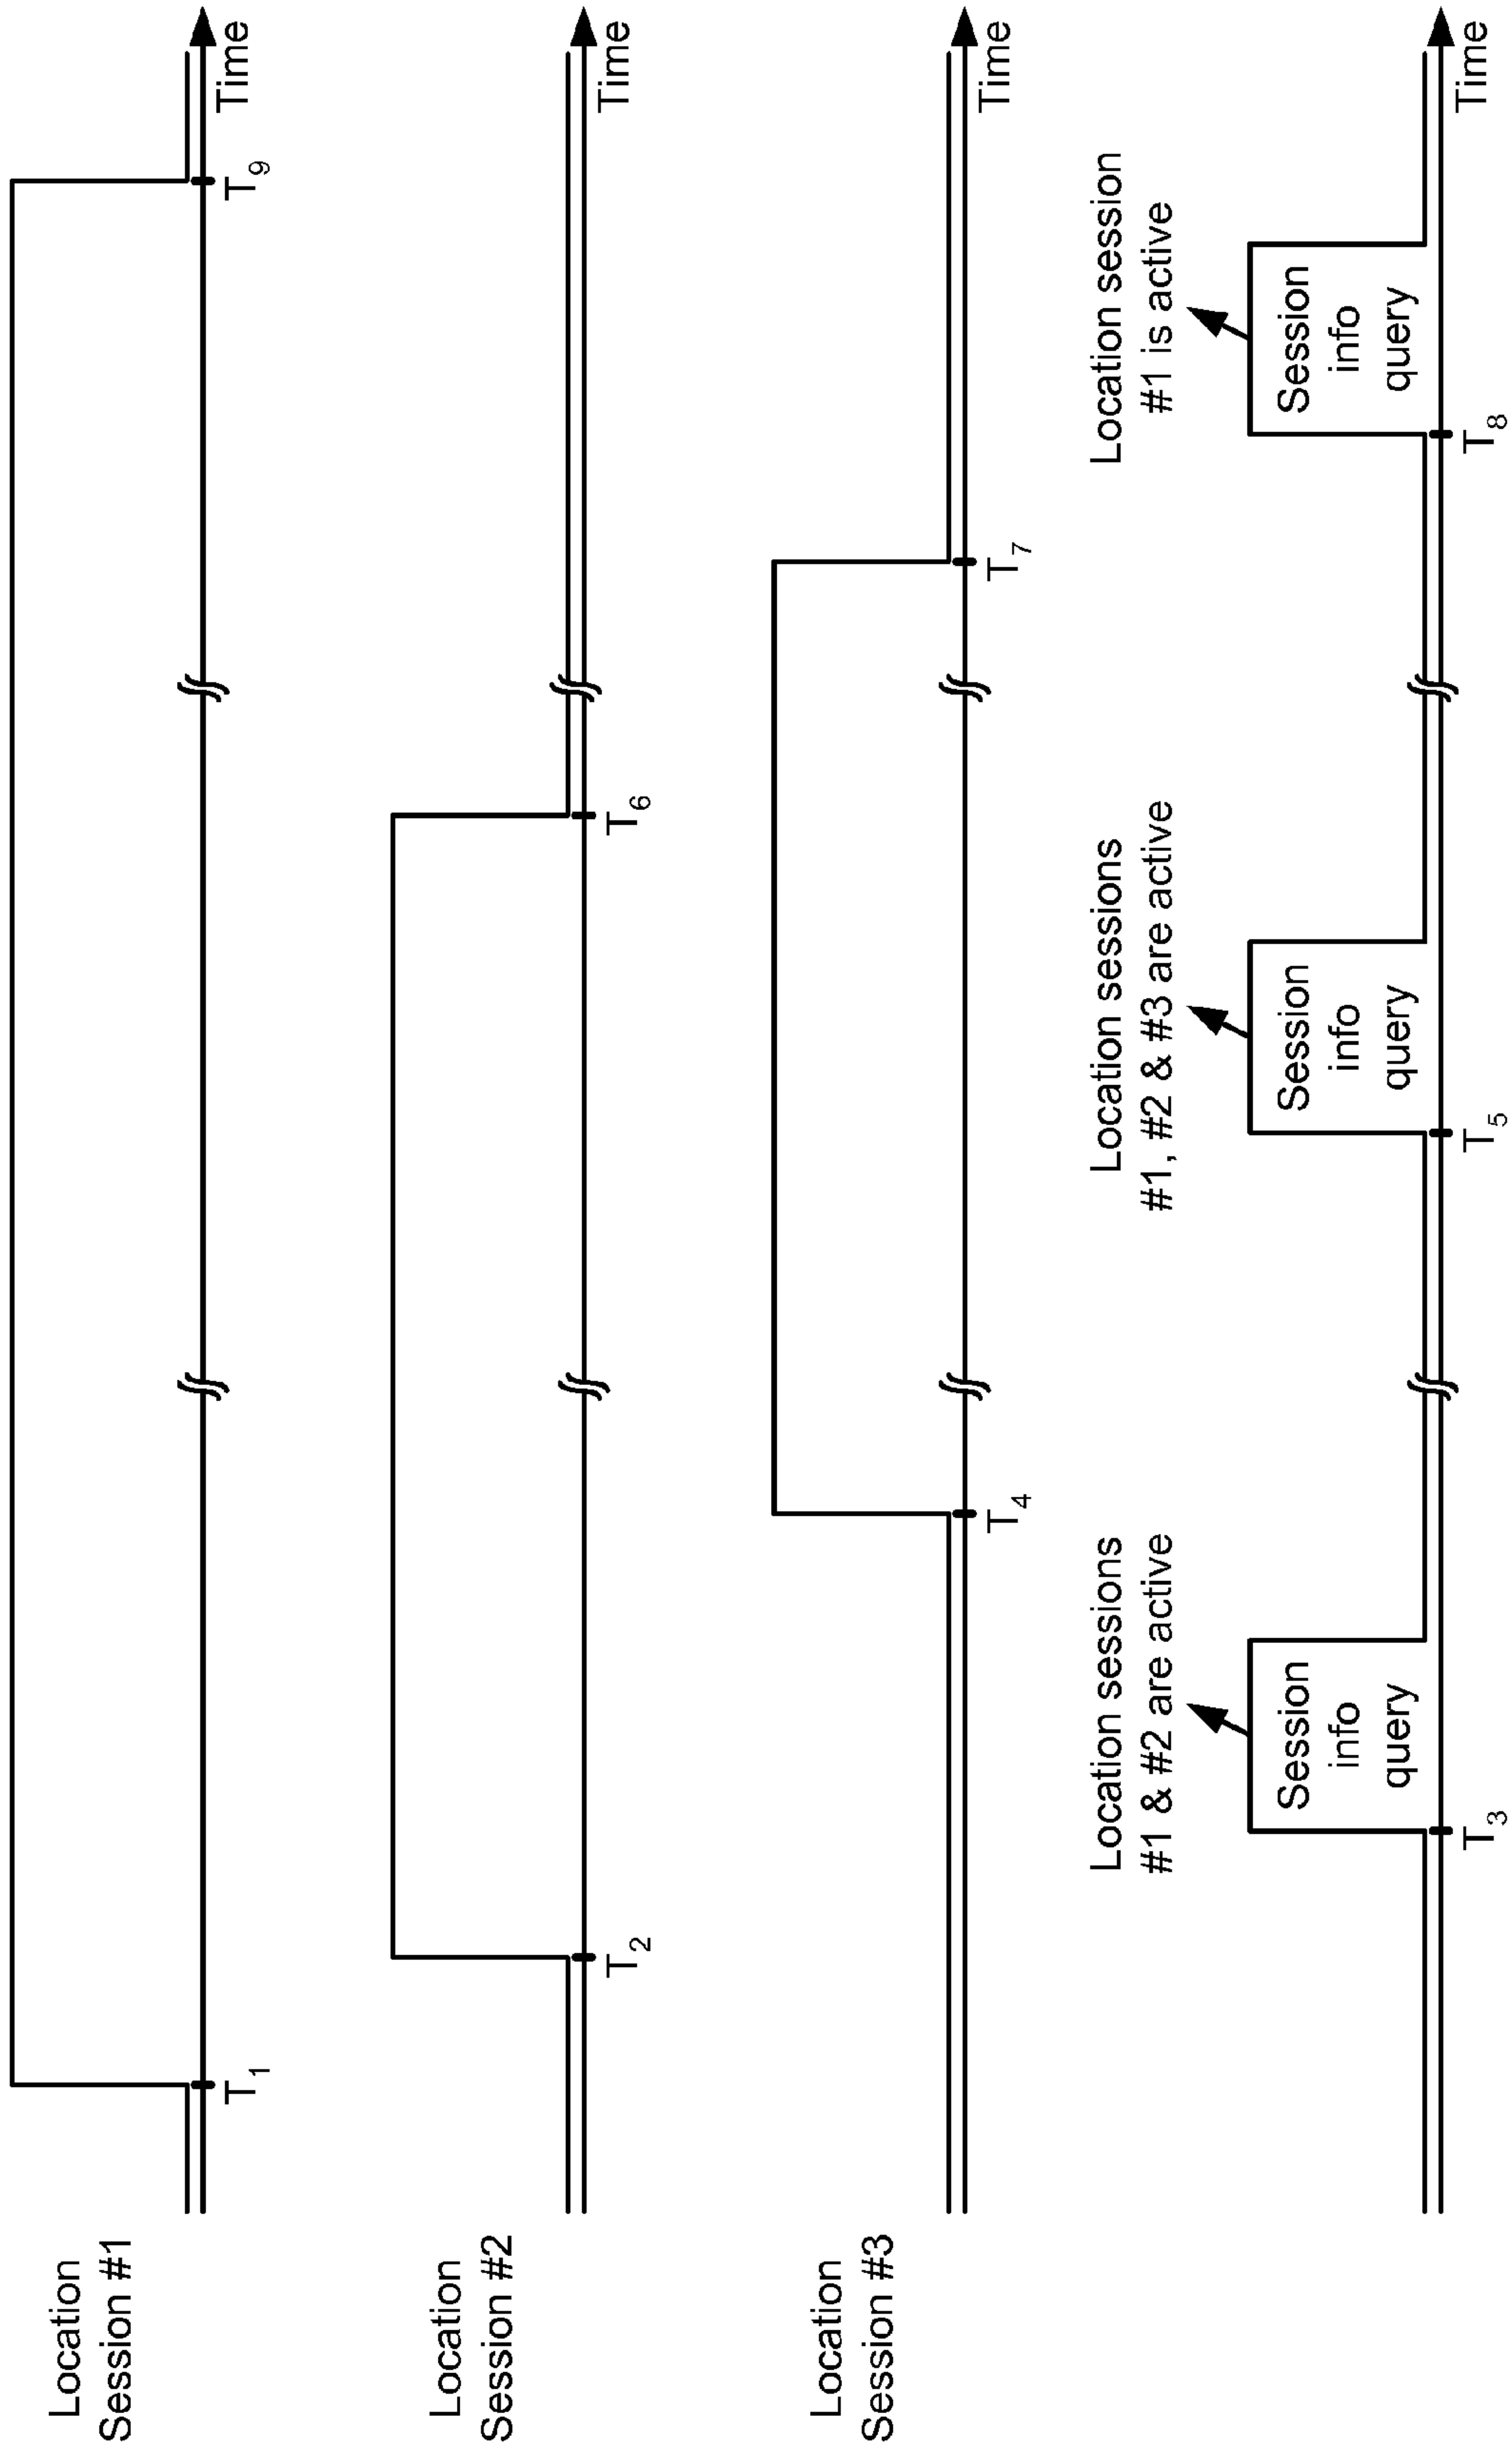 Location
Session #1
T1
T9
Time
Location
Session #2
T2
T6
Time
Location
Session #3
T4
T7
Time
Location sessions
#1 & #2 are active
Location sessions
#1, #2 & #3 are active
Location session
#1 is active
Session
info
query
Session
info
query
Session
info
query
T3
T5
T8
Time